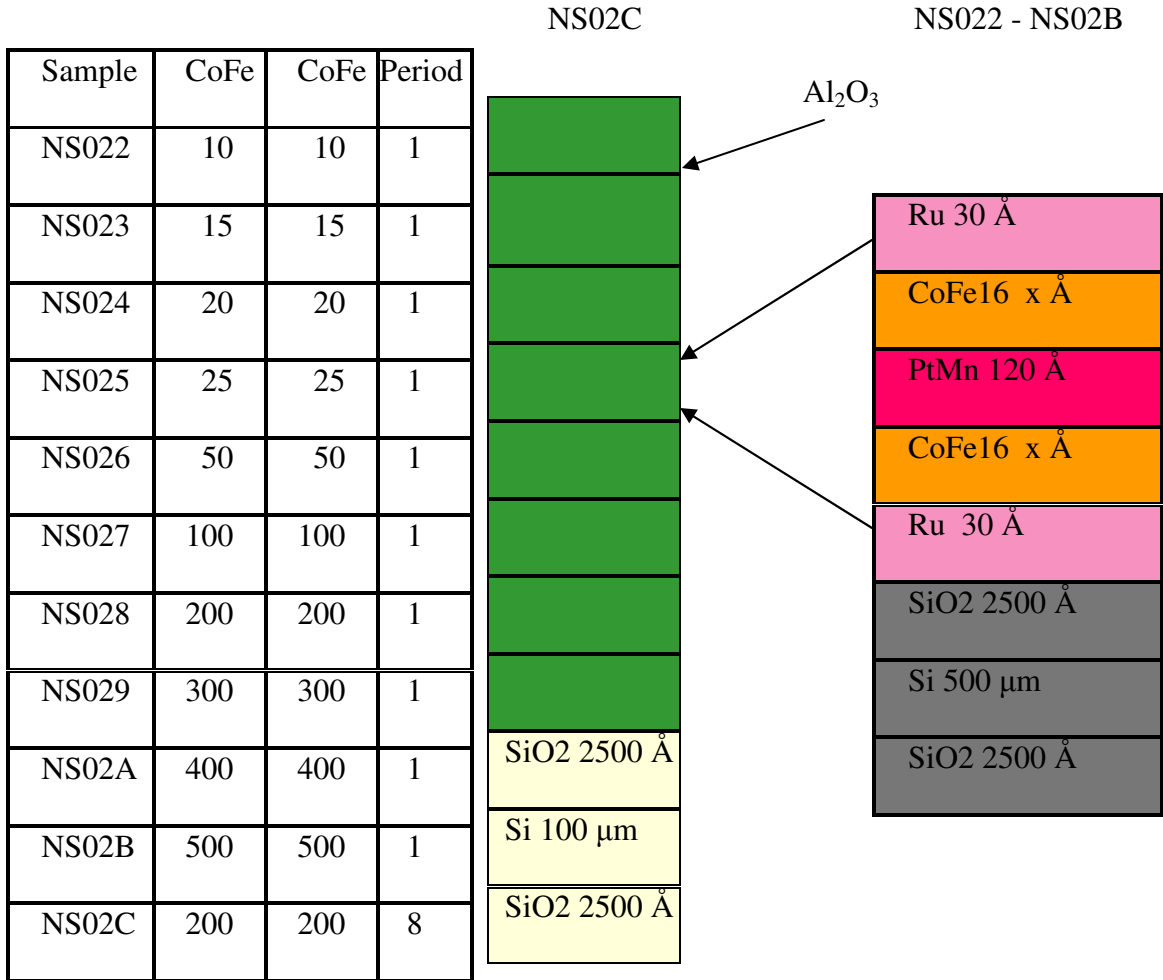 NS02C
NS022 - NS02B
Sample CoFe CoFe Period
NS022 10 10 1
NS023 15 15 1
NS024 20 20 1
NS025 25 25 1
NS026 50 50 1
NS027 100 100 1
NS028 200 200 1
NS029 300 300 1
NS02A 400 400 1
NS02B 500 500 1
NS02C 200 200 8
Al₂O₃
SiO2 2500 Å
Si 100 μm
SiO2 2500 Å
Ru 30 Å
CoFe16 x Å
PtMn 120 Å
CoFe16 x Å
Ru 30 Å
SiO2 2500 Å
Si 500 μm
SiO2 2500 Å